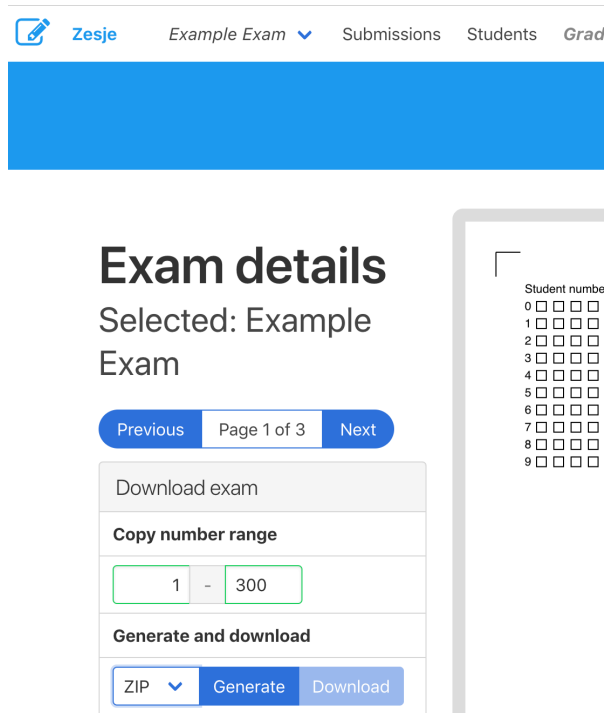 Zesje Example Exam Submissions Students Grad
Exam details
Selected: Example
Exam
Previous Page 1 of 3 Next
Download exam
Copy number range
1 - 300
Generate and download
ZIP Generate Download
Student numbe
0
1
2
3
4
5
6
7
8
9